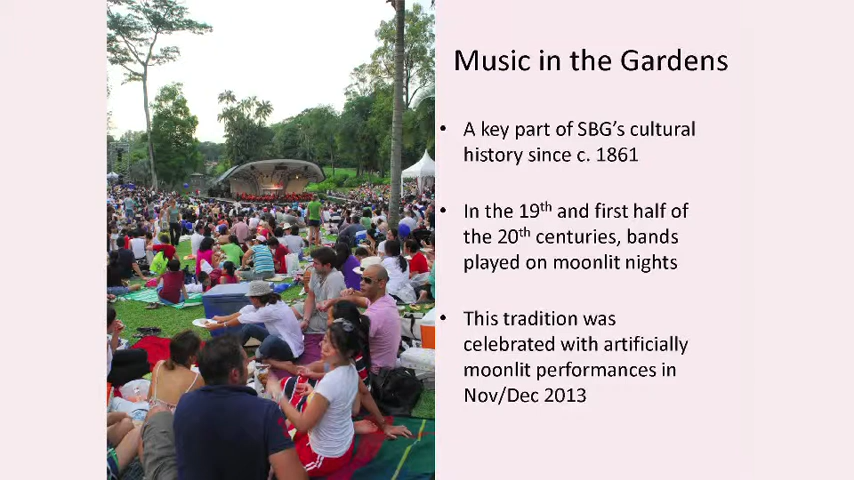 Music in the Gardens
• A key part of SBG's cultural
history since c. 1861
• In the 19th and first half of
the 20th centuries, bands
played on moonlit nights
• This tradition was
celebrated with artificially
moonlit performances in
Nov/Dec 2013